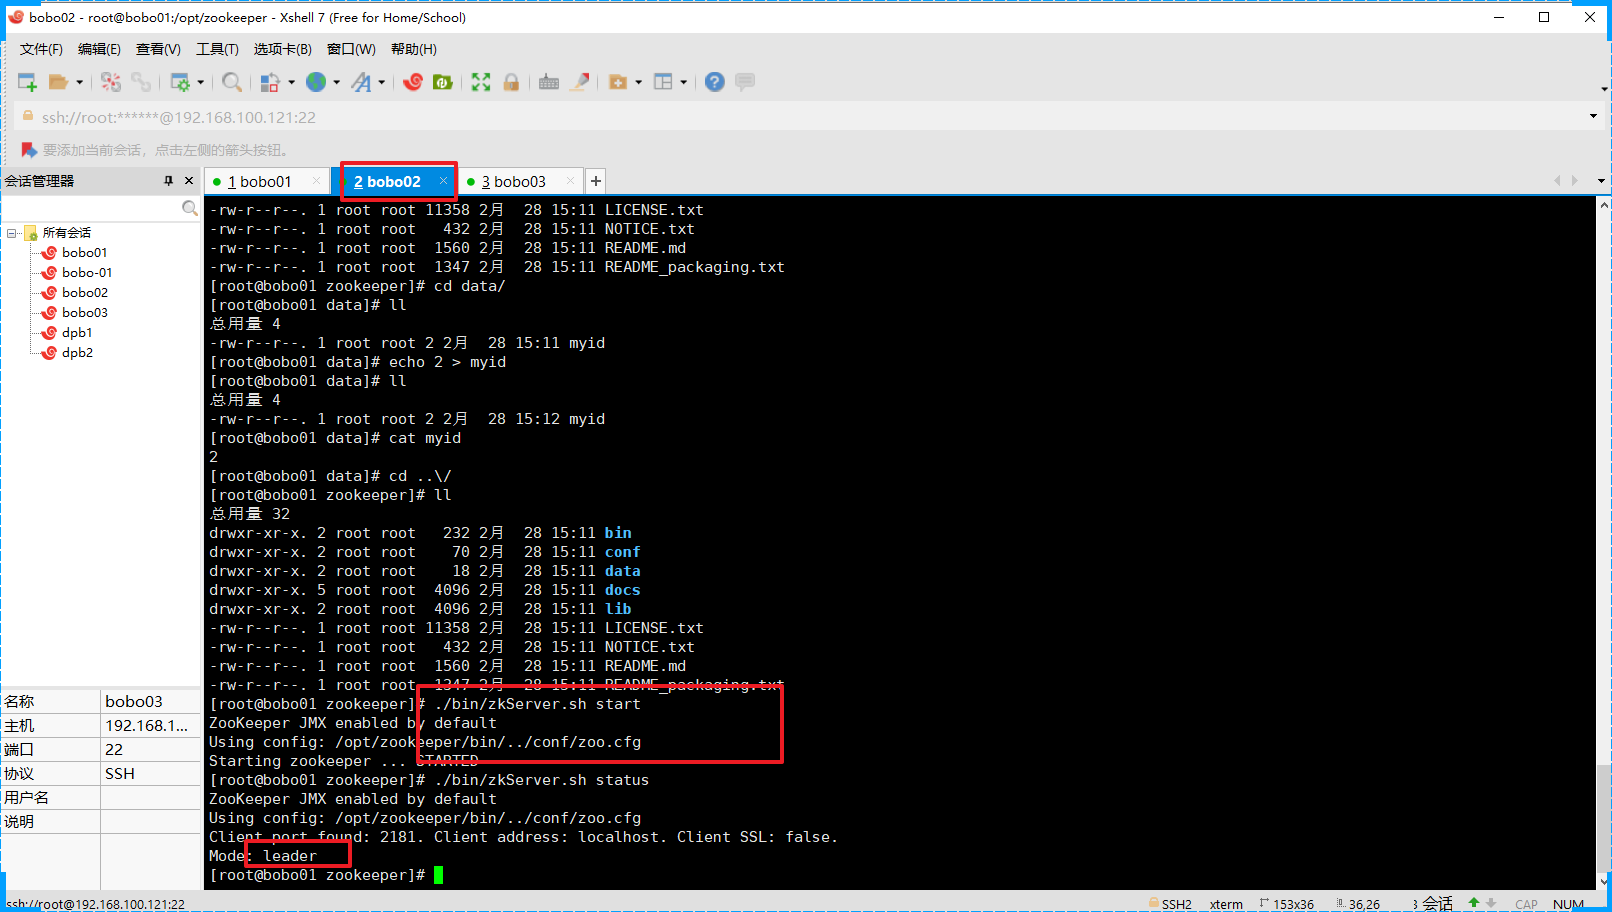 bobo02 - root@bobo01:/opt/zookeeper - Xshell 7 (Free for Home/School)
文件(F) 编辑(E) 查看(V) 工具(T) 选项卡(B) 窗口(W) 帮助(H)
ssh://root:******@192.168.100.121:22
要添加当前会话，点击左侧的箭头按钮。
会话管理器
1 bobo01
2 bobo02
3 bobo03
所有会话
bobo01
bobo-01
bobo02
bobo03
dpb1
dpb2
名称 bobo03
主机 192.168.1...
端口 22
协议 SSH
用户名
说明
-rw-r--r--. 1 root root 11358 2月  28 15:11 LICENSE.txt
-rw-r--r--. 1 root root   432 2月  28 15:11 NOTICE.txt
-rw-r--r--. 1 root root  1560 2月  28 15:11 README.md
-rw-r--r--. 1 root root  1347 2月  28 15:11 README_packaging.txt
[root@bobo01 zookeeper]# cd data/
[root@bobo01 data]# ll
总用量 4
-rw-r--r--. 1 root root 2 2月  28 15:11 myid
[root@bobo01 data]# echo 2 > myid
[root@bobo01 data]# ll
总用量 4
-rw-r--r--. 1 root root 2 2月  28 15:12 myid
[root@bobo01 data]# cat myid
2
[root@bobo01 data]# cd ..\/
[root@bobo01 zookeeper]# ll
总用量 32
drwxr-xr-x. 2 root root   232 2月  28 15:11 bin
drwxr-xr-x. 2 root root    70 2月  28 15:11 conf
drwxr-xr-x. 2 root root    18 2月  28 15:11 data
drwxr-xr-x. 5 root root  4096 2月  28 15:11 docs
drwxr-xr-x. 2 root root  4096 2月  28 15:11 lib
-rw-r--r--. 1 root root 11358 2月  28 15:11 LICENSE.txt
-rw-r--r--. 1 root root   432 2月  28 15:11 NOTICE.txt
-rw-r--r--. 1 root root  1560 2月  28 15:11 README.md
-rw-r--r--. 1 root root  1347 2月  28 15:11 README_packaging.txt
[root@bobo01 zookeeper]# ./bin/zkServer.sh start
ZooKeeper JMX enabled by default
Using config: /opt/zookeeper/bin/../conf/zoo.cfg
Starting zookeeper ... STARTED
[root@bobo01 zookeeper]# ./bin/zkServer.sh status
ZooKeeper JMX enabled by default
Using config: /opt/zookeeper/bin/../conf/zoo.cfg
Client port found: 2181. Client address: localhost. Client SSL: false.
Mode: leader
[root@bobo01 zookeeper]#
ssh://root@192.168.100.121:22 SSH2 xterm 153x36 36,26 3 会话 CAP NUM